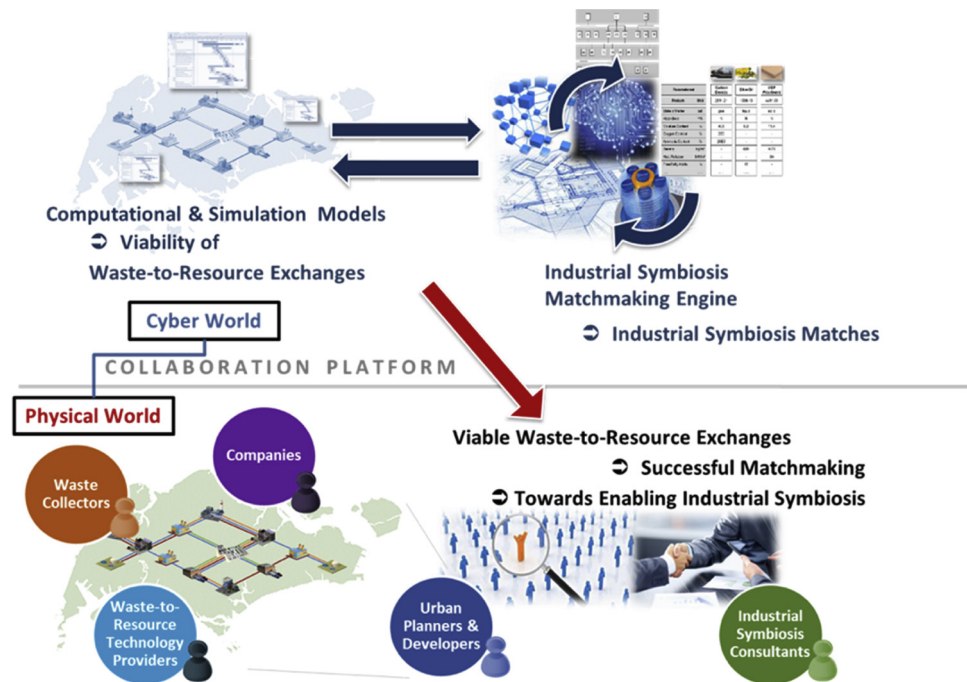 Computational & Simulation Models
➲ Viability of
Waste-to-Resource Exchanges
Industrial Symbiosis
Matchmaking Engine
➲ Industrial Symbiosis Matches
Cyber World
COLLABORATION PLATFORM
Physical World
Viable Waste-to-Resource Exchanges
➲ Successful Matchmaking
➲ Towards Enabling Industrial Symbiosis
Waste
Collectors
Companies
Waste-to-
Resource
Technology
Providers
Urban
Planners &
Developers
Industrial
Symbiosis
Consultants